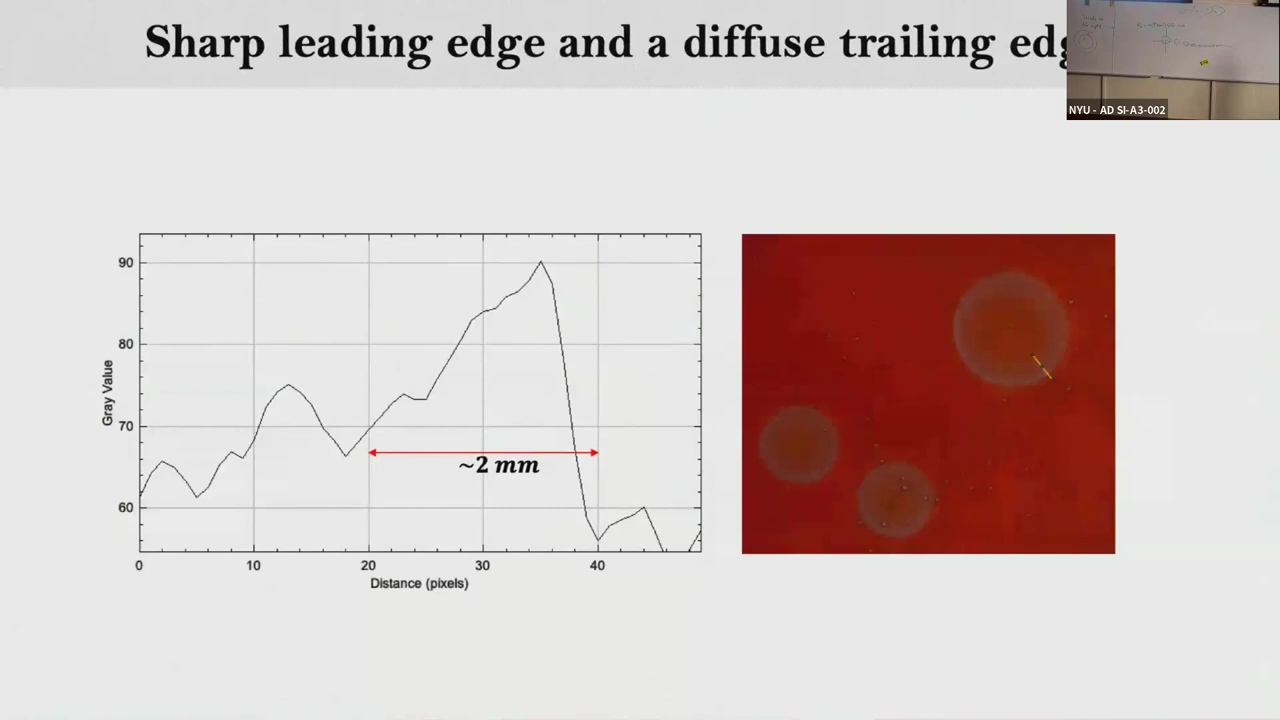 Sharp leading edge and a diffuse trailing edg
NYU - AD SI-A3-002
90
80
70
60
Gray Value
~2 mm
0 10 20 30 40
Distance (pixels)